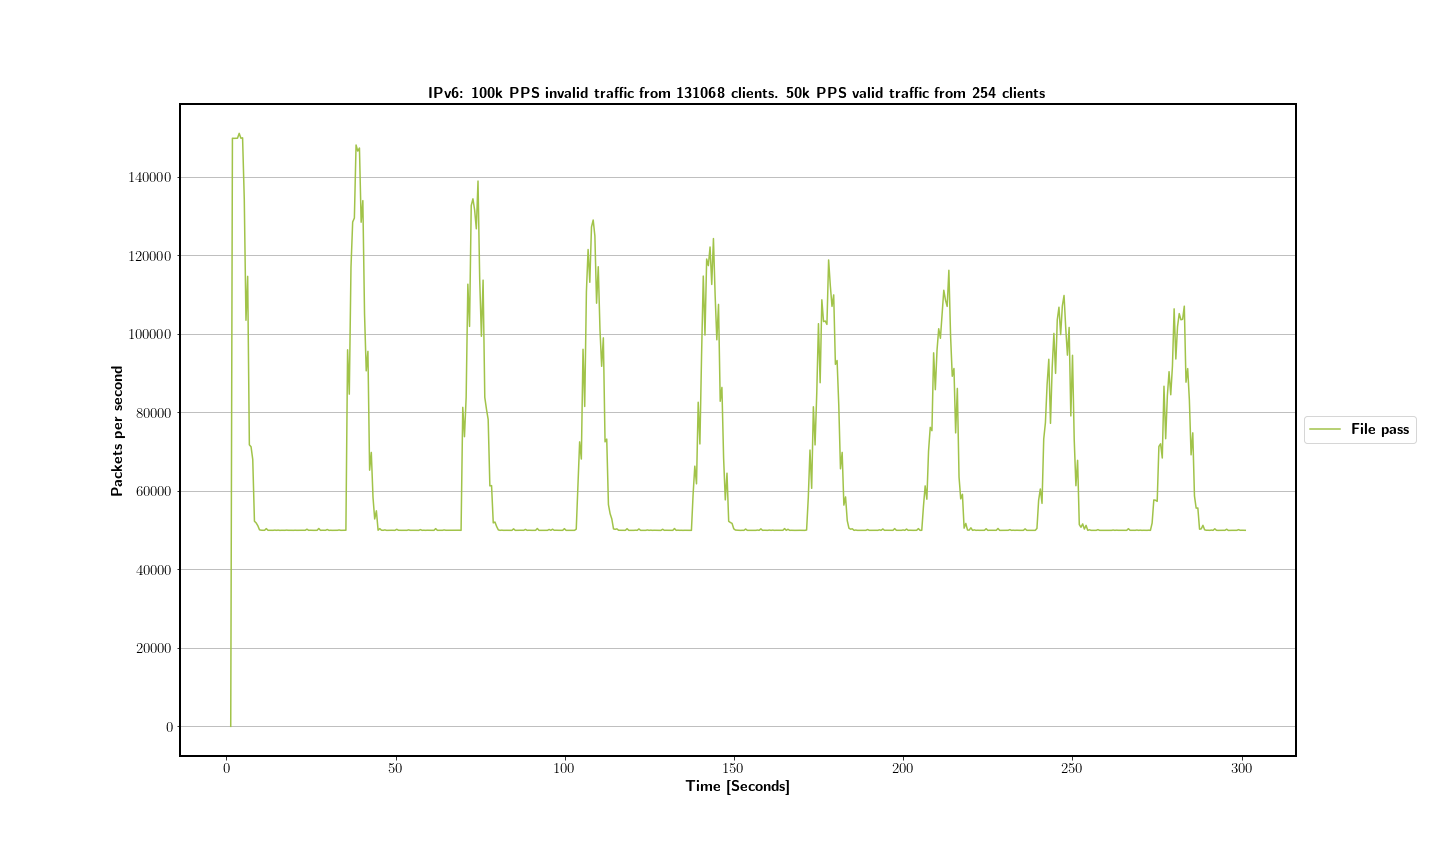 IPv6: 100k PPS invalid traffic from 131068 clients. 50k PPS valid traffic from 254 clients
140000
120000
100000
80000
60000
40000
20000
0
Packets per second
File pass
0 50 100 150 200 250 300
Time [Seconds]